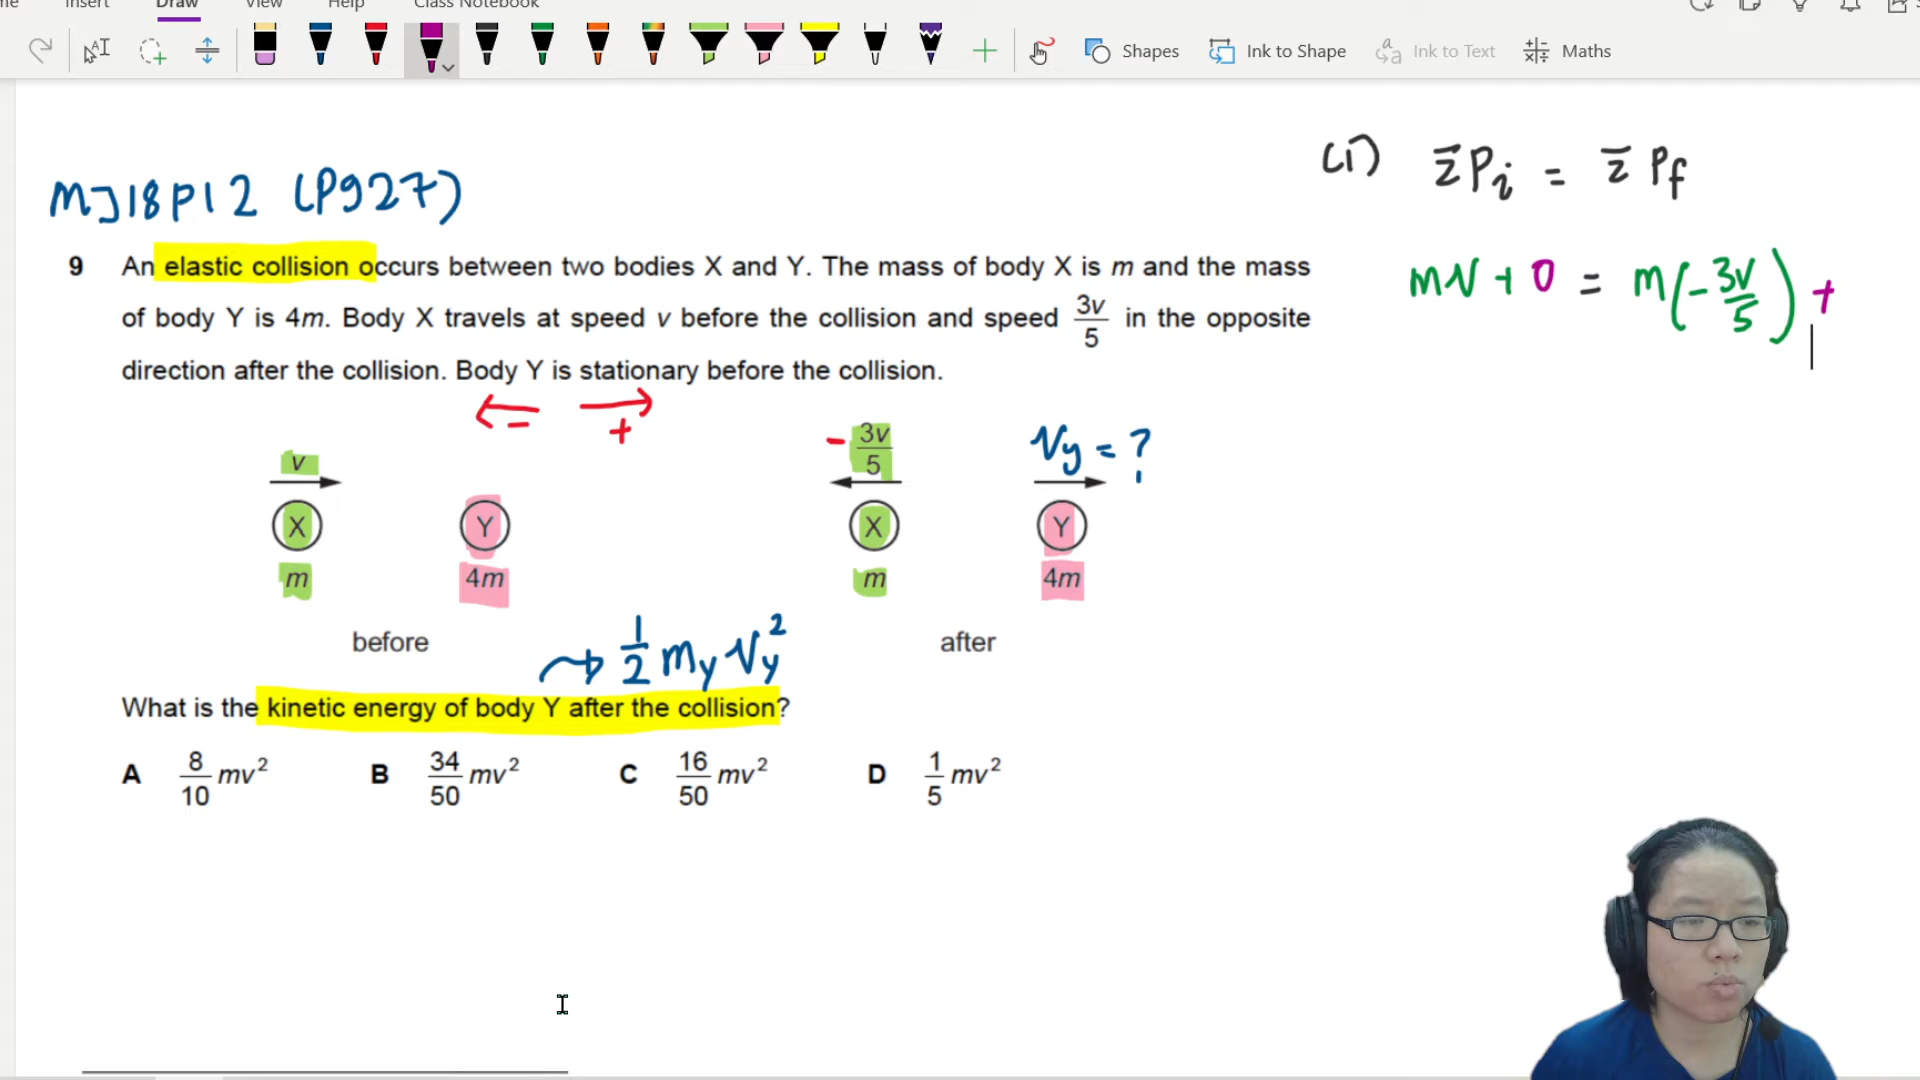 Insert Draw View Help Class Notebook
Shapes Ink to Shape Ink to Text Maths
MJ18P12 (Pg27)
(i) ΣPi = ΣPf
mv + 0 = m(-3v/5) +
9 An elastic collision occurs between two bodies X and Y. The mass of body X is m and the mass
of body Y is 4m. Body X travels at speed v before the collision and speed 3v/5 in the opposite
direction after the collision. Body Y is stationary before the collision.
← − → +
v - 3v/5 Vy = ?
X Y X Y
m 4m m 4m
before after
→ 1/2 my Vy²
What is the kinetic energy of body Y after the collision?
A 8/10 mv² B 34/50 mv² C 16/50 mv² D 1/5 mv²